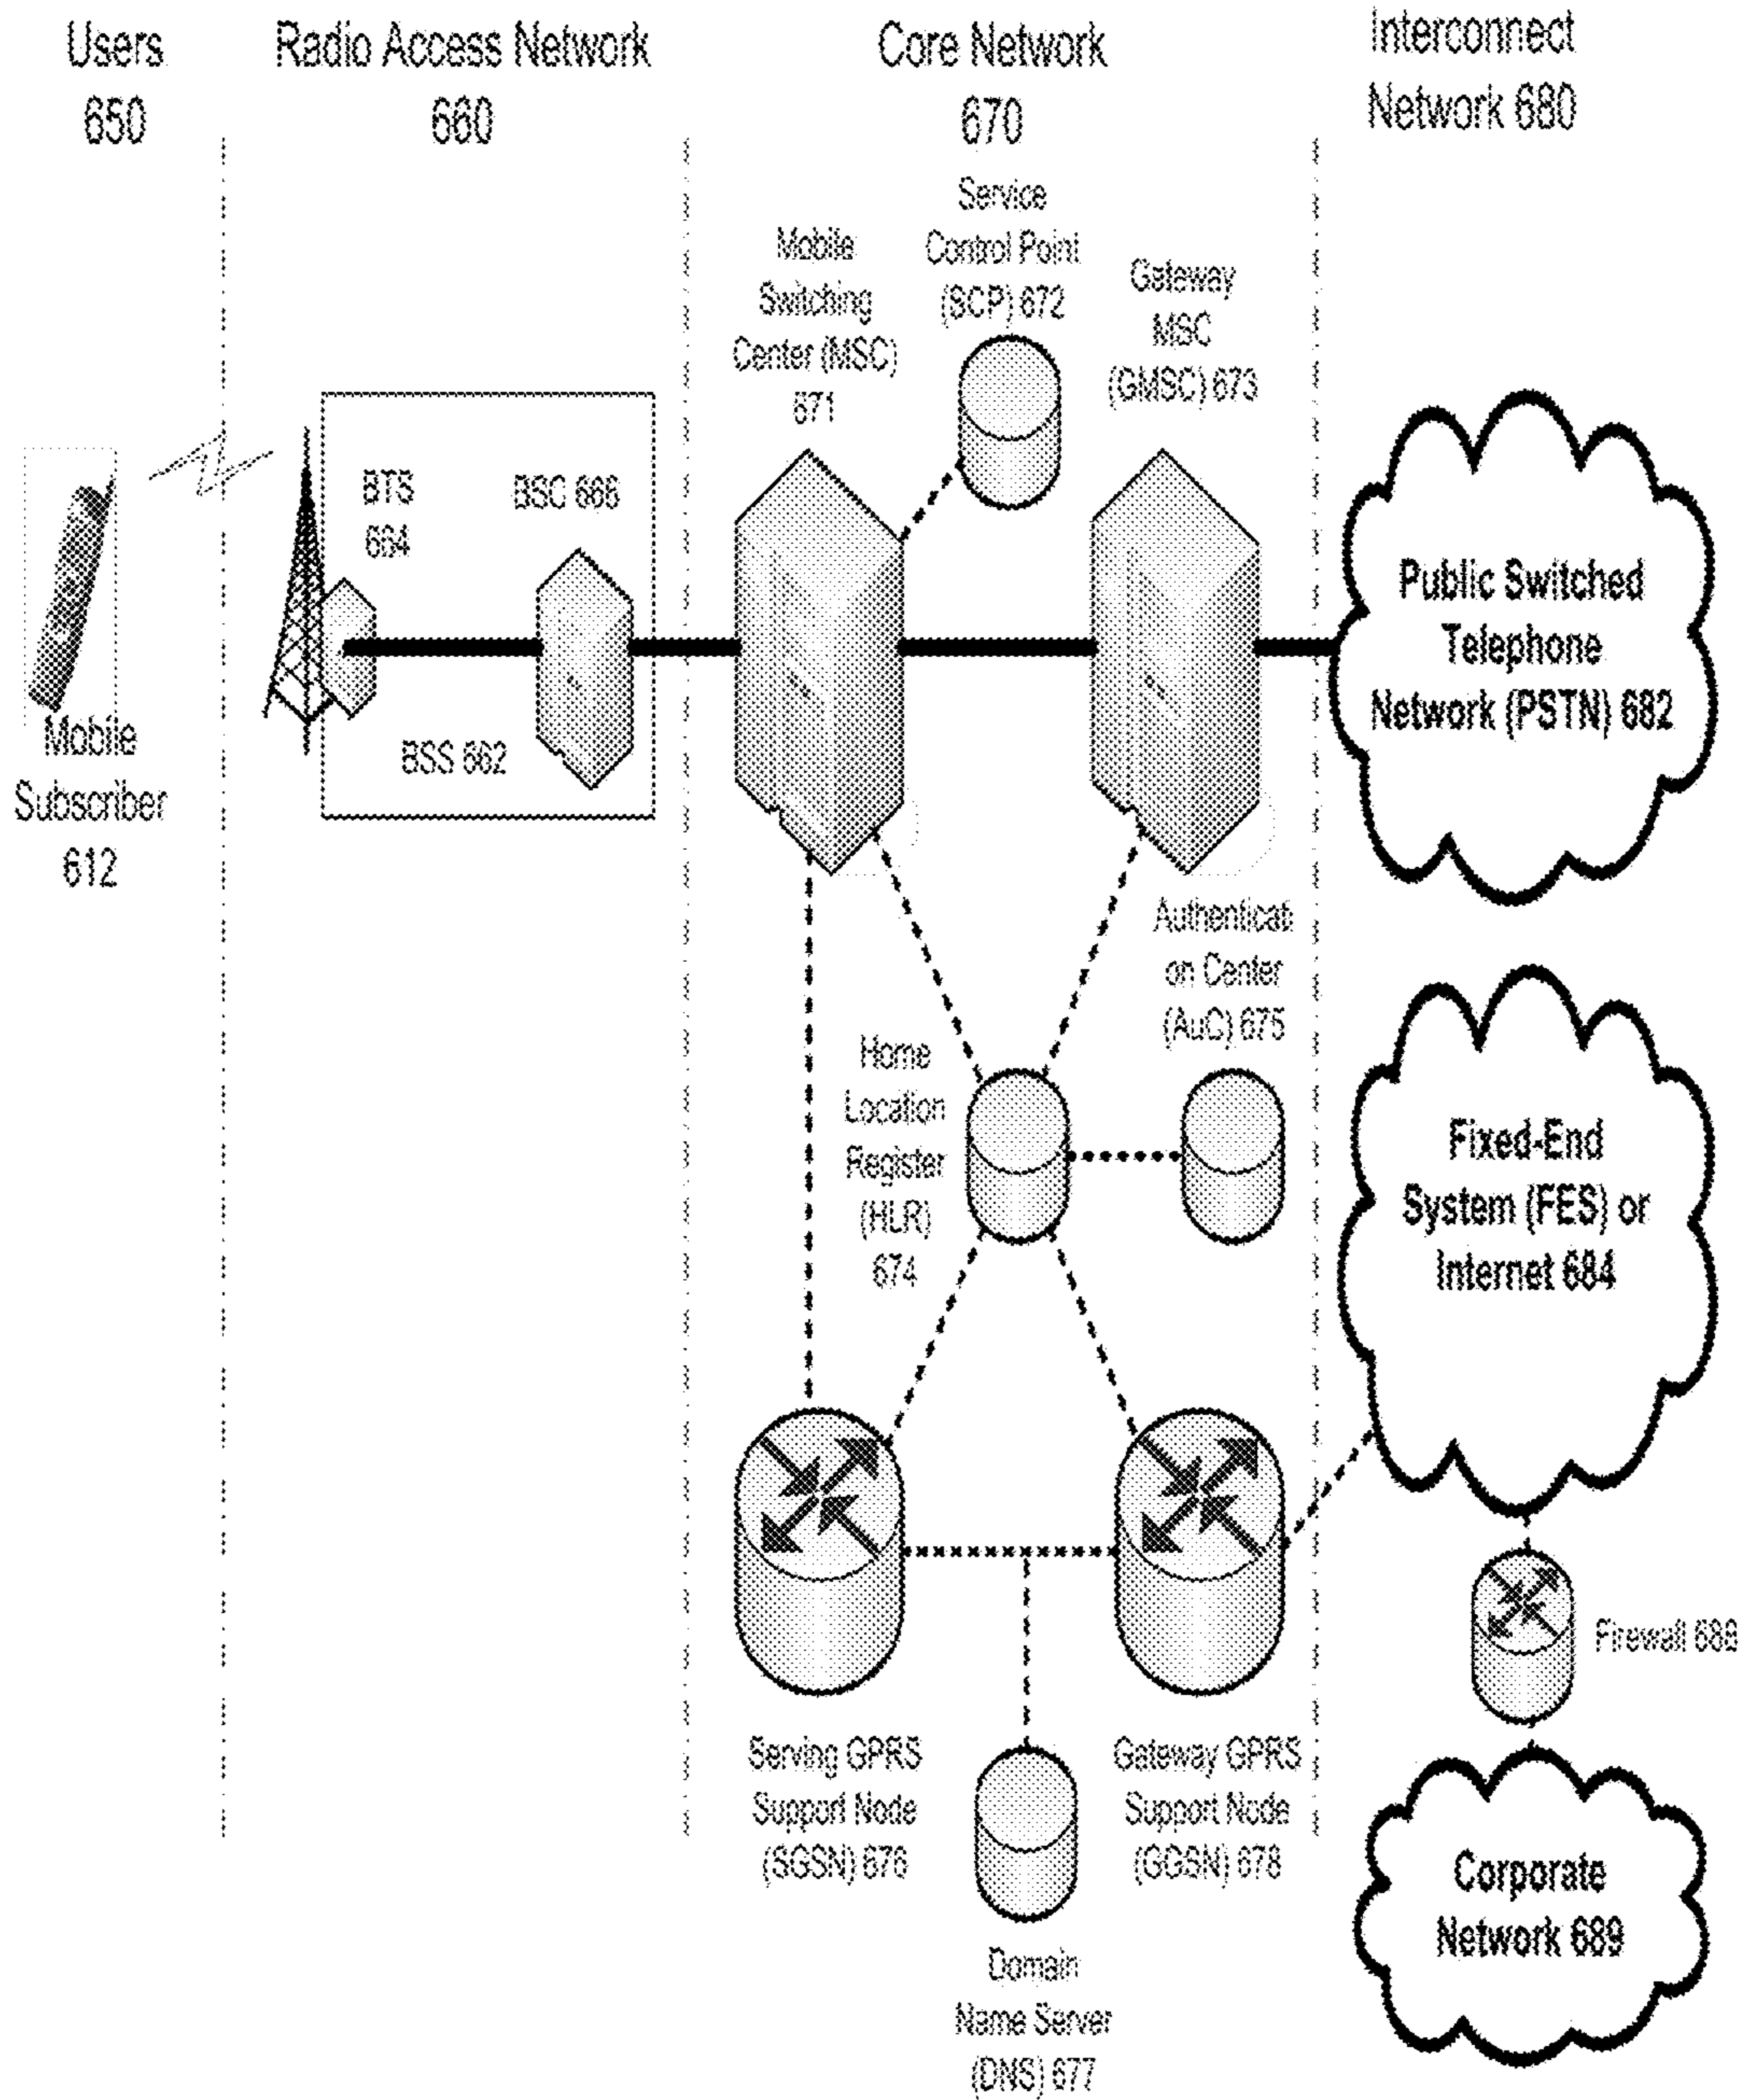 Users
650
Radio Access Network
660
Core Network
670
Interconnect
Network 680
Service
Control Point
(SCP) 672
Mobile
Switching
Center (MSC)
671
Gateway
MSC
(GMSC) 673
BTS
664
BSC 666
BSS 662
Mobile
Subscriber
612
Public Switched
Telephone
Network (PSTN) 682
Authenticati
on Center
(AuC) 675
Home
Location
Register
(HLR)
674
Fixed-End
System (FES) or
Internet 684
Firewall 688
Serving GPRS
Support Node
(SGSN) 676
Gateway GPRS
Support Node
(GGSN) 678
Corporate
Network 689
Domain
Name Server
(DNS) 677